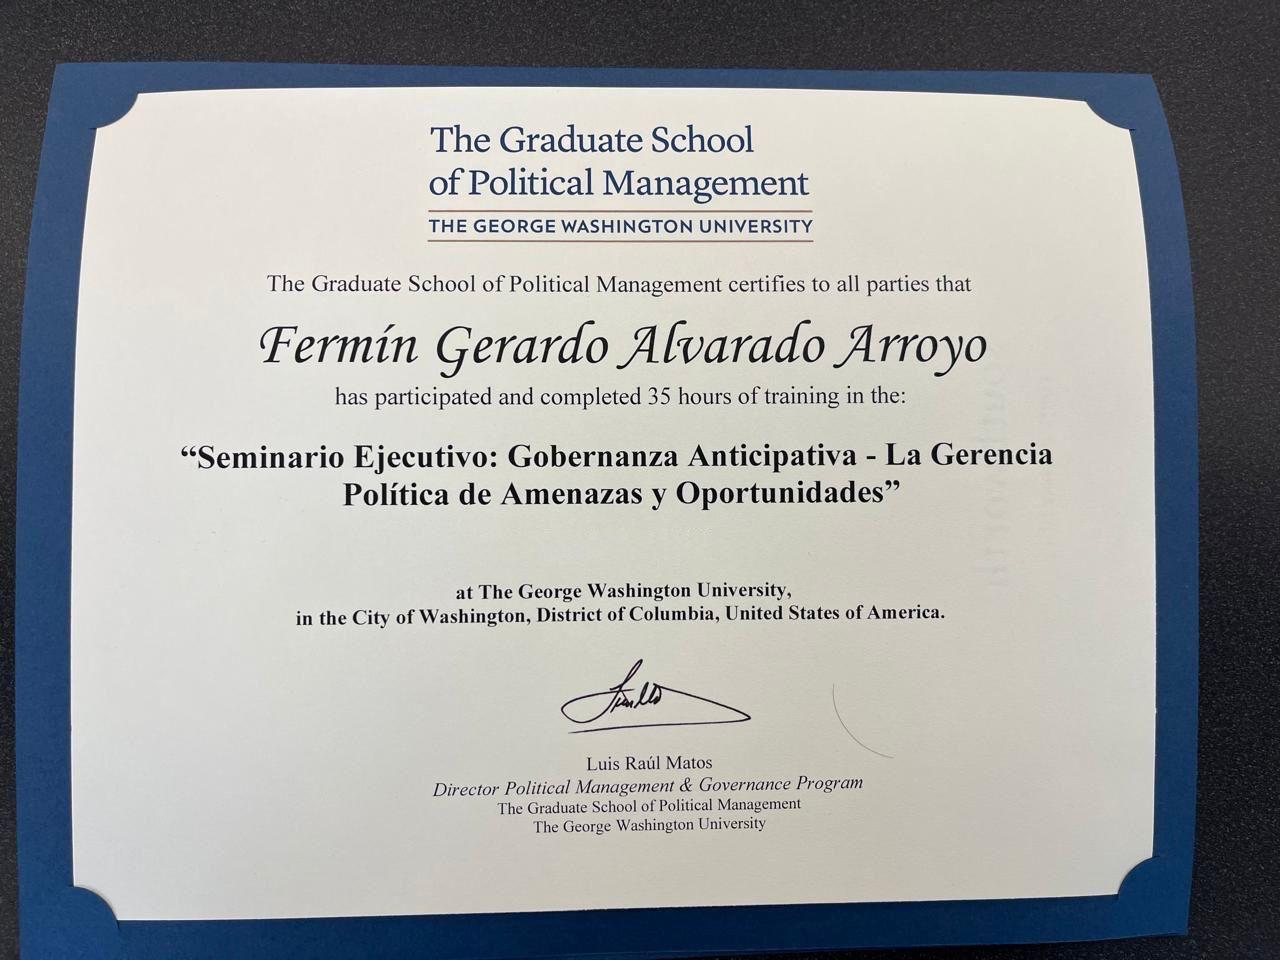 The Graduate School
of Political Management
THE GEORGE WASHINGTON UNIVERSITY
The Graduate School of Political Management certifies to all parties that
Fermín Gerardo Alvarado Arroyo
has participated and completed 35 hours of training in the:
“Seminario Ejecutivo: Gobernanza Anticipativa - La Gerencia
Política de Amenazas y Oportunidades”
at The George Washington University,
in the City of Washington, District of Columbia, United States of America.
Luis Raúl Matos
Director Political Management & Governance Program
The Graduate School of Political Management
The George Washington University